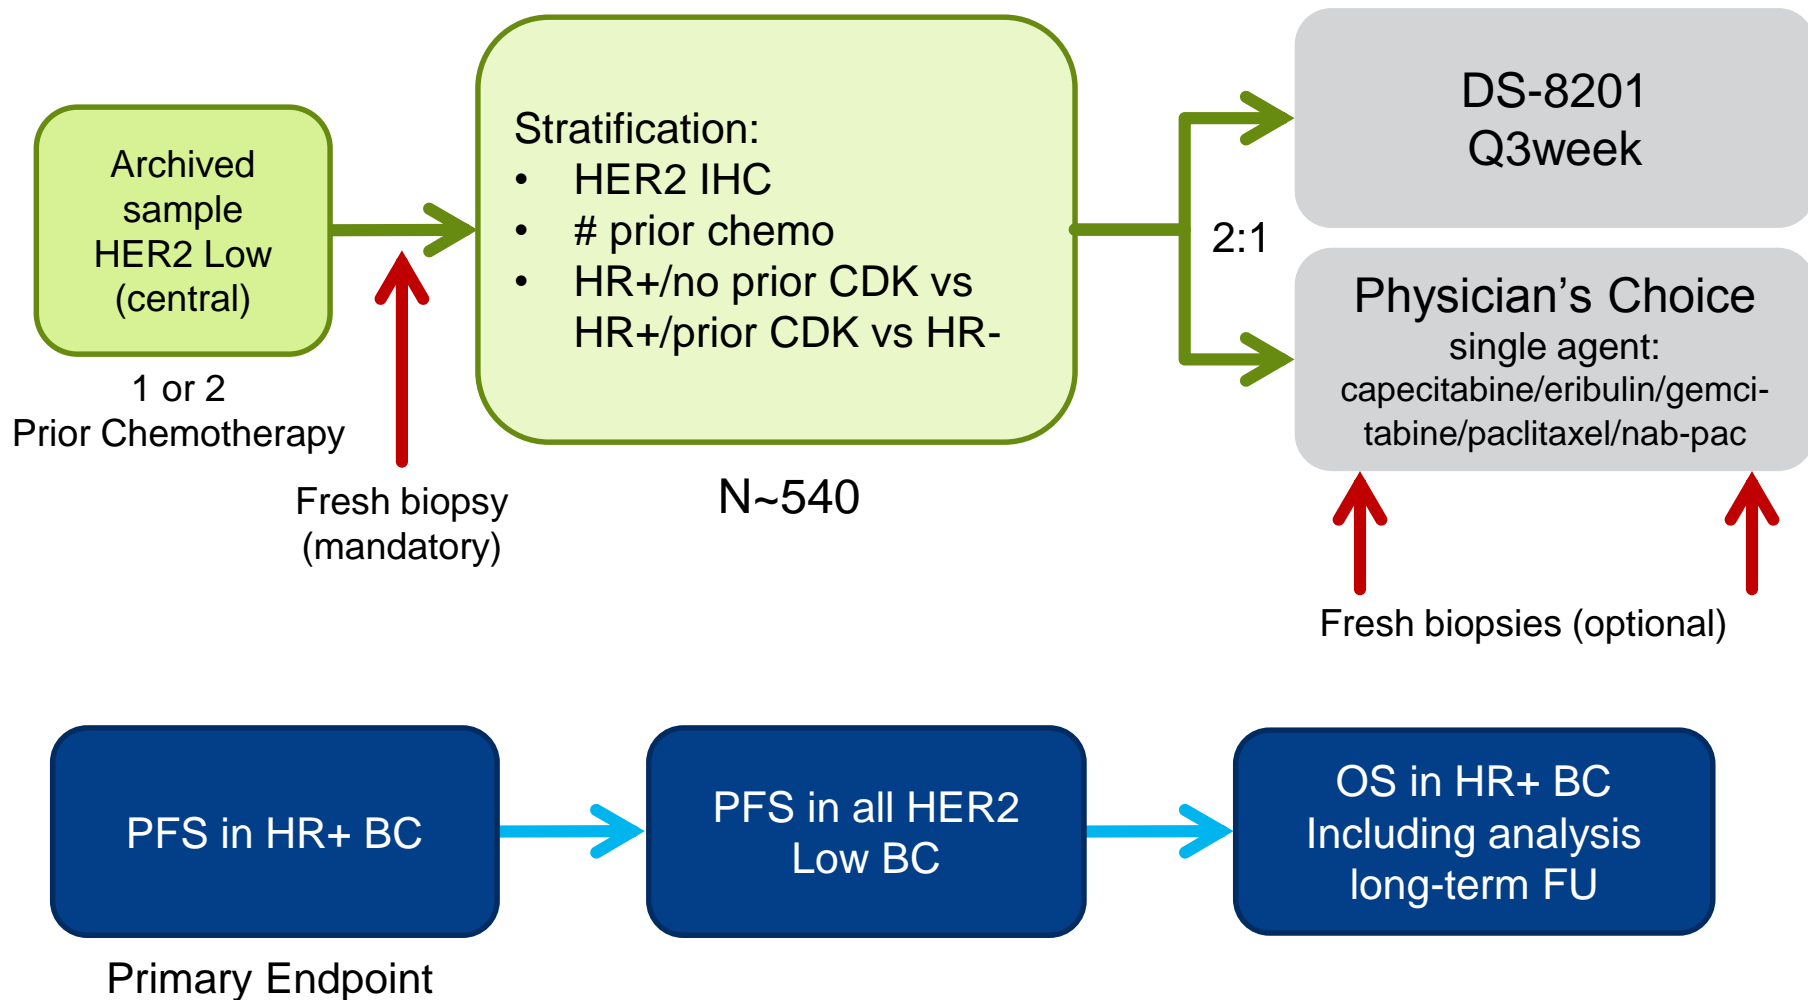 Archived
sample
HER2 Low
(central)
1 or 2
Prior Chemotherapy
Fresh biopsy
(mandatory)
Stratification:
• HER2 IHC
• # prior chemo
• HR+/no prior CDK vs
HR+/prior CDK vs HR-
N~540
2:1
DS-8201
Q3week
Physician’s Choice
single agent:
capecitabine/eribulin/gemci-
tabine/paclitaxel/nab-pac
Fresh biopsies (optional)
PFS in HR+ BC
Primary Endpoint
PFS in all HER2
Low BC
OS in HR+ BC
Including analysis
long-term FU